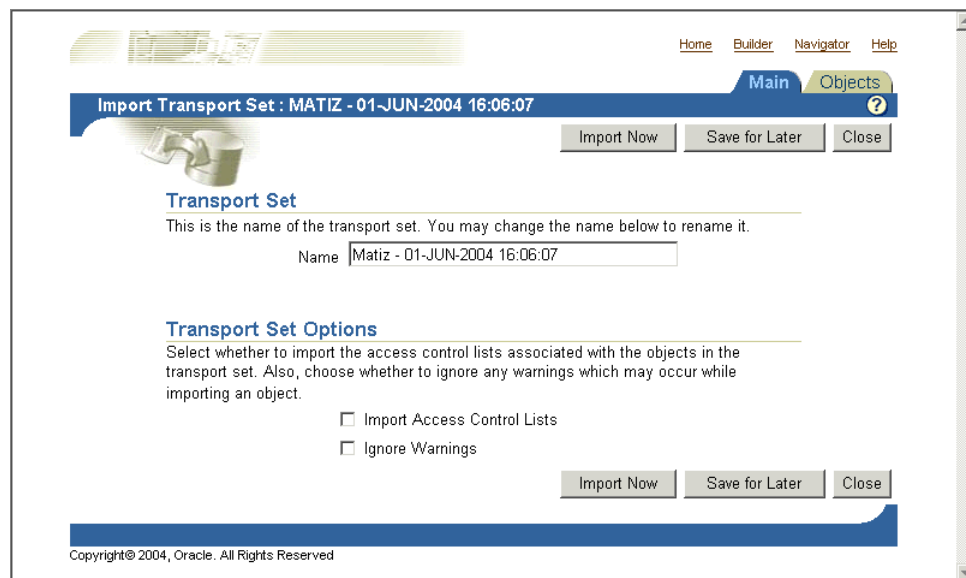 Home Builder Navigator Help
Main Objects
Import Transport Set : MATIZ - 01-JUN-2004 16:06:07 ?
Import Now Save for Later Close
Transport Set
This is the name of the transport set. You may change the name below to rename it.
Name Matiz - 01-JUN-2004 16:06:07
Transport Set Options
Select whether to import the access control lists associated with the objects in the
transport set. Also, choose whether to ignore any warnings which may occur while
importing an object.
Import Access Control Lists
Ignore Warnings
Import Now Save for Later Close
Copyright© 2004, Oracle. All Rights Reserved